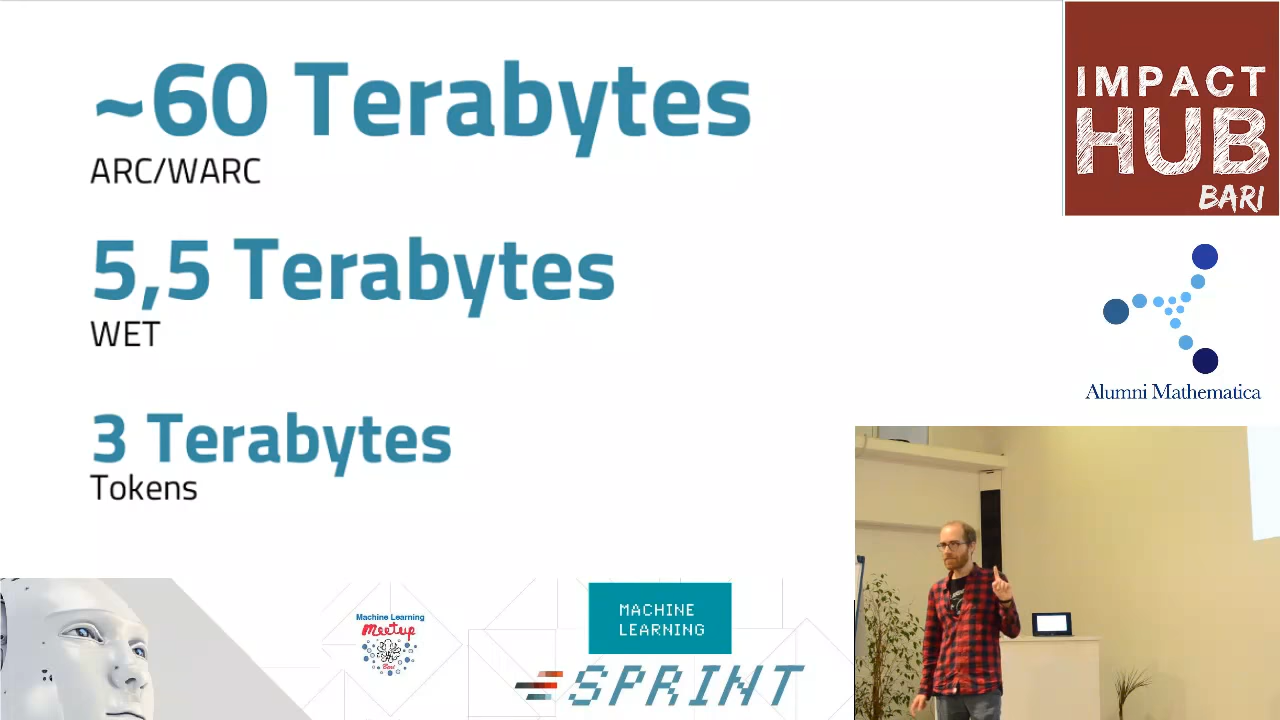 ~60 Terabytes
ARC/WARC
5,5 Terabytes
WET
3 Terabytes
Tokens
IMPACT
HUB
BARI
Alumni Mathematica
Machine Learning
Meetup
Bari
MACHINE
LEARNING
SPRINT